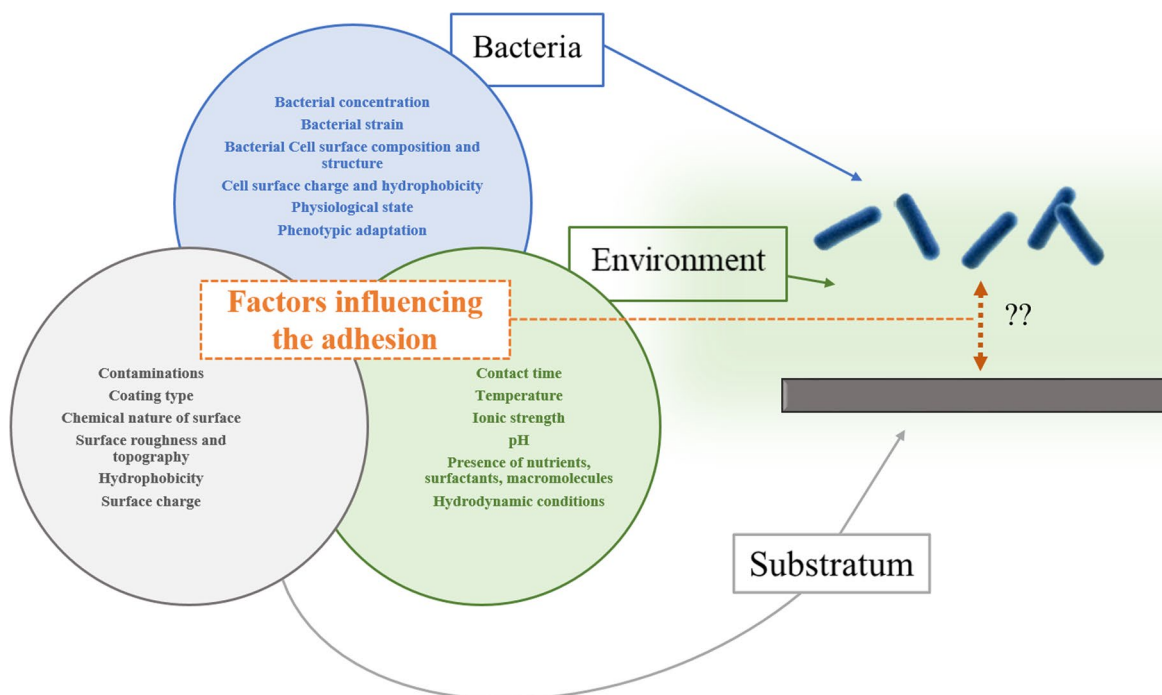 Bacteria
Bacterial concentration
Bacterial strain
Bacterial Cell surface composition and
structure
Cell surface charge and hydrophobicity
Physiological state
Phenotypic adaptation
Environment
Factors influencing
the adhesion
??
Contaminations
Coating type
Chemical nature of surface
Surface roughness and
topography
Hydrophobicity
Surface charge
Contact time
Temperature
Ionic strength
pH
Presence of nutrients,
surfactants, macromolecules
Hydrodynamic conditions
Substratum